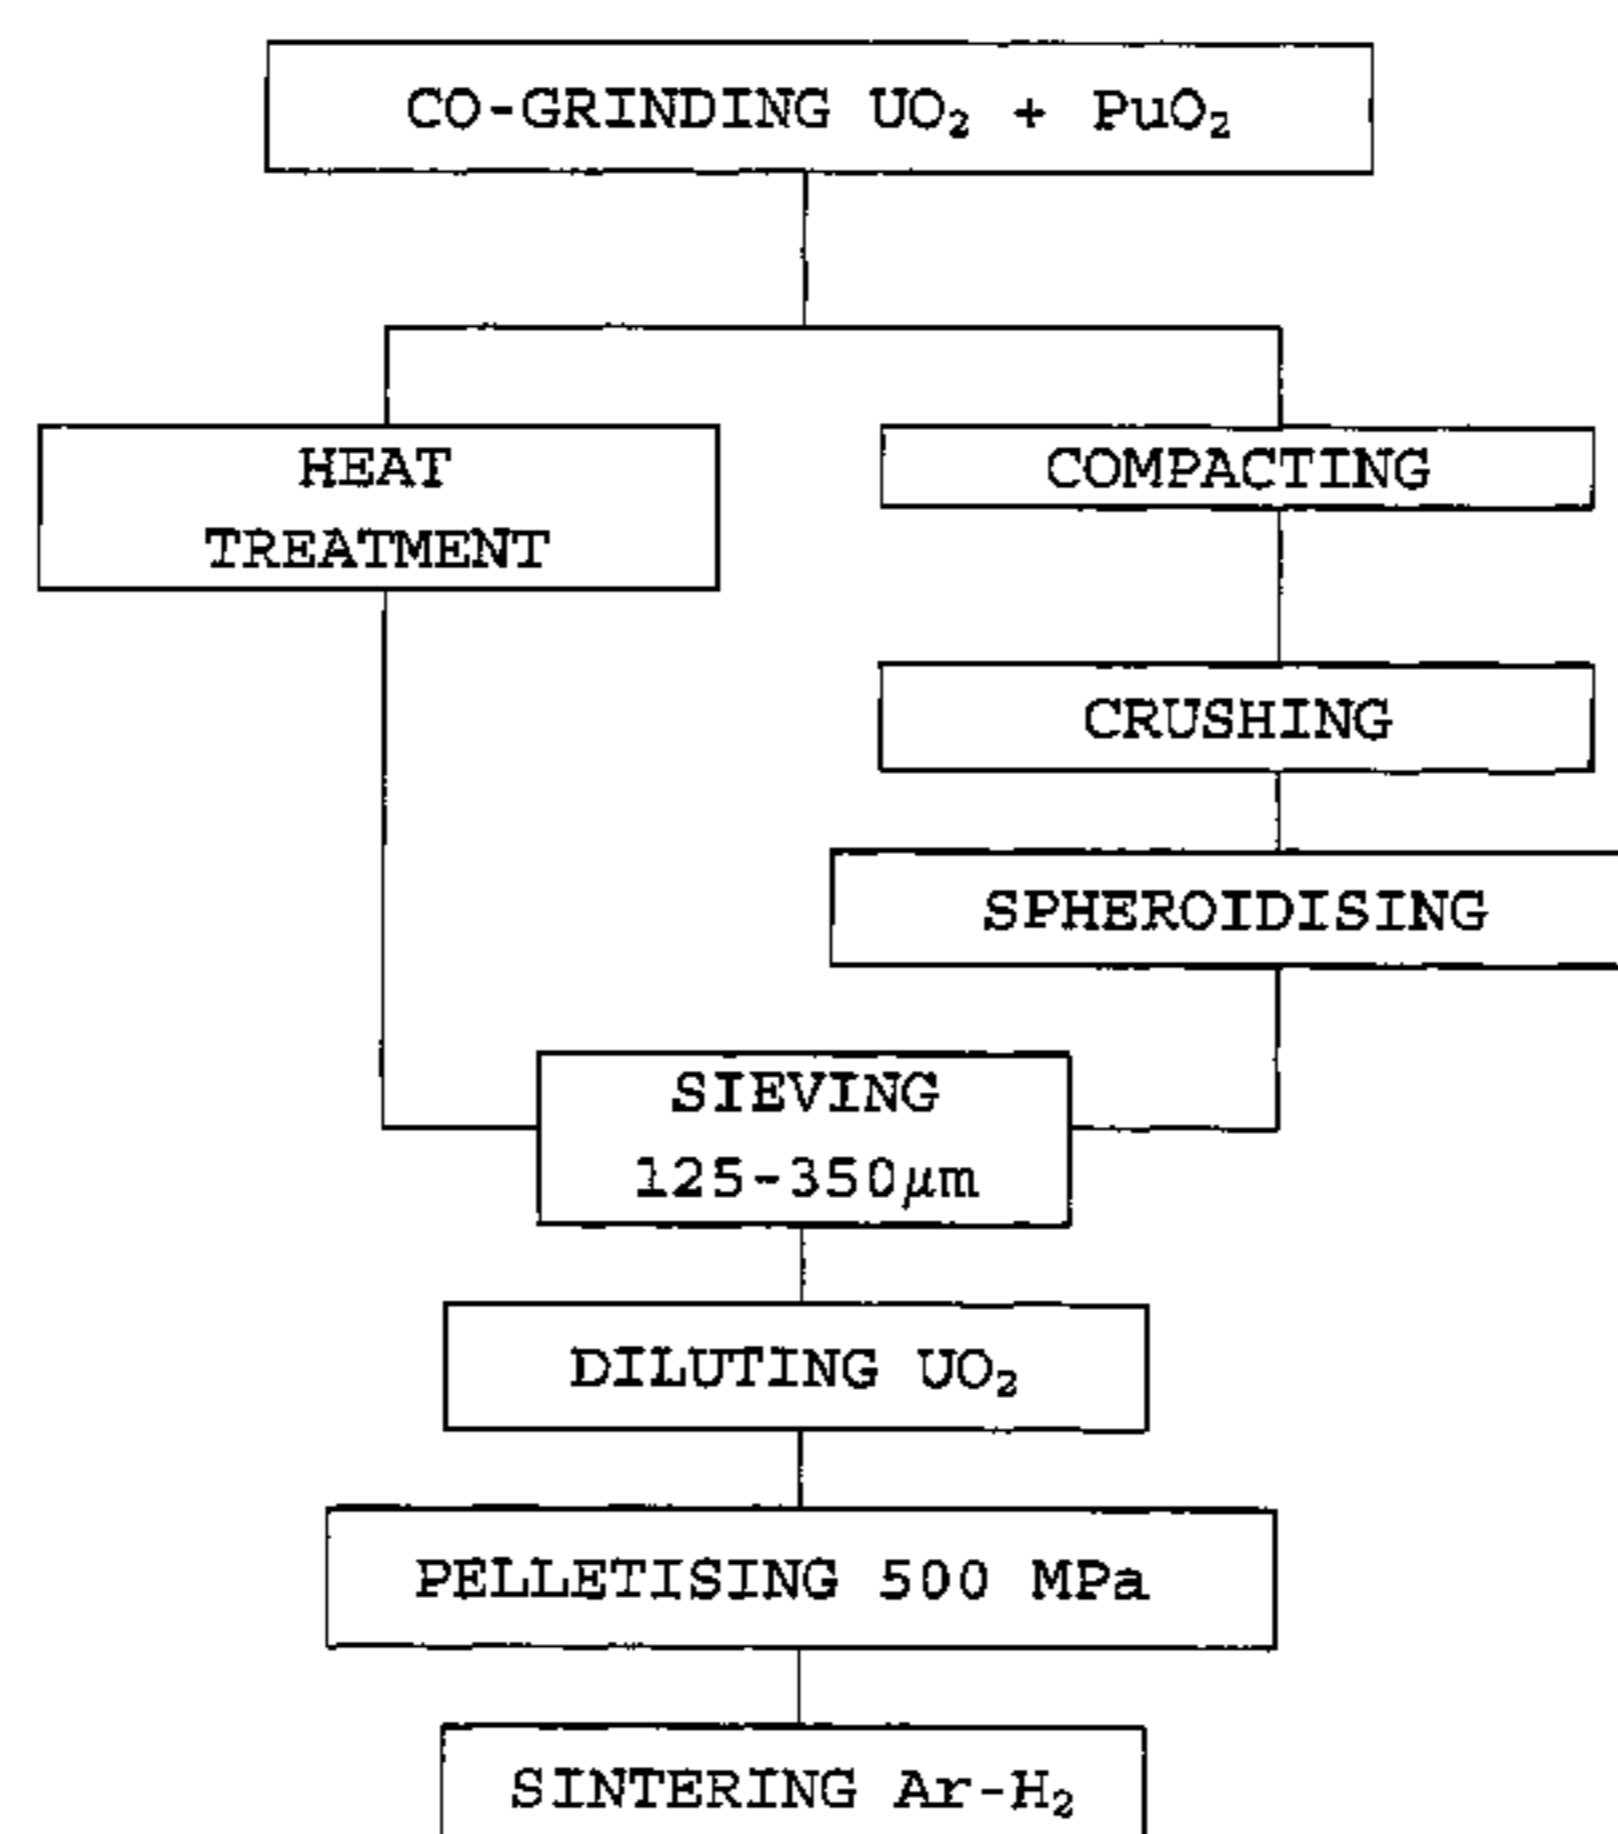 CO-GRINDING UO₂ + PuO₂
HEAT
TREATMENT
COMPACTING
CRUSHING
SPHEROIDISING
SIEVING
125-350μm
DILUTING UO₂
PELLETISING 500 MPa
SINTERING Ar-H₂